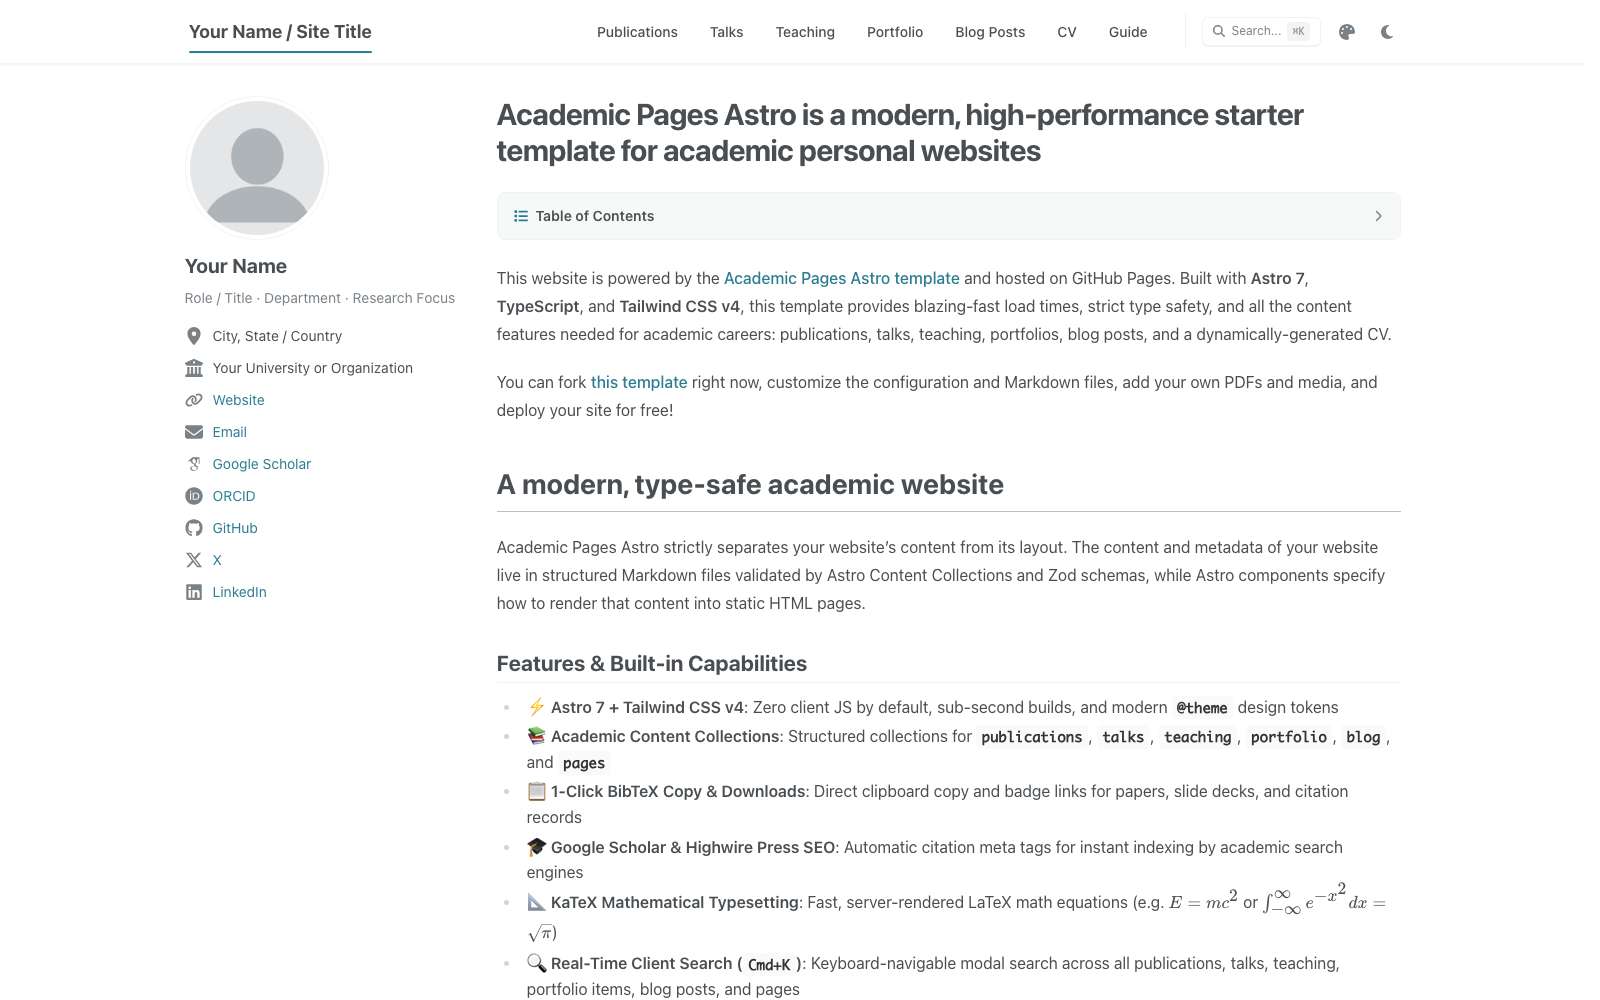 Your Name / Site Title
Publications
Talks
Teaching
Portfolio
Blog Posts
CV
Guide
Search... ⌘K
Your Name
Role / Title · Department · Research Focus
City, State / Country
Your University or Organization
Website
Email
Google Scholar
ORCID
GitHub
X
LinkedIn
Academic Pages Astro is a modern, high-performance starter
template for academic personal websites
Table of Contents
This website is powered by the Academic Pages Astro template and hosted on GitHub Pages. Built with Astro 7,
TypeScript, and Tailwind CSS v4, this template provides blazing-fast load times, strict type safety, and all the content
features needed for academic careers: publications, talks, teaching, portfolios, blog posts, and a dynamically-generated CV.
You can fork this template right now, customize the configuration and Markdown files, add your own PDFs and media, and
deploy your site for free!
A modern, type-safe academic website
Academic Pages Astro strictly separates your website’s content from its layout. The content and metadata of your website
live in structured Markdown files validated by Astro Content Collections and Zod schemas, while Astro components specify
how to render that content into static HTML pages.
Features & Built-in Capabilities
⚡ Astro 7 + Tailwind CSS v4: Zero client JS by default, sub-second builds, and modern @theme design tokens
📚 Academic Content Collections: Structured collections for publications, talks, teaching, portfolio, blog,
and pages
📋 1-Click BibTeX Copy & Downloads: Direct clipboard copy and badge links for papers, slide decks, and citation
records
🎓 Google Scholar & Highwire Press SEO: Automatic citation meta tags for instant indexing by academic search
engines
📐 KaTeX Mathematical Typesetting: Fast, server-rendered LaTeX math equations (e.g. E = mc² or ∫_{−∞}^{∞} e^{−x²} dx =
√π)
🔍 Real-Time Client Search (Cmd+K): Keyboard-navigable modal search across all publications, talks, teaching,
portfolio items, blog posts, and pages